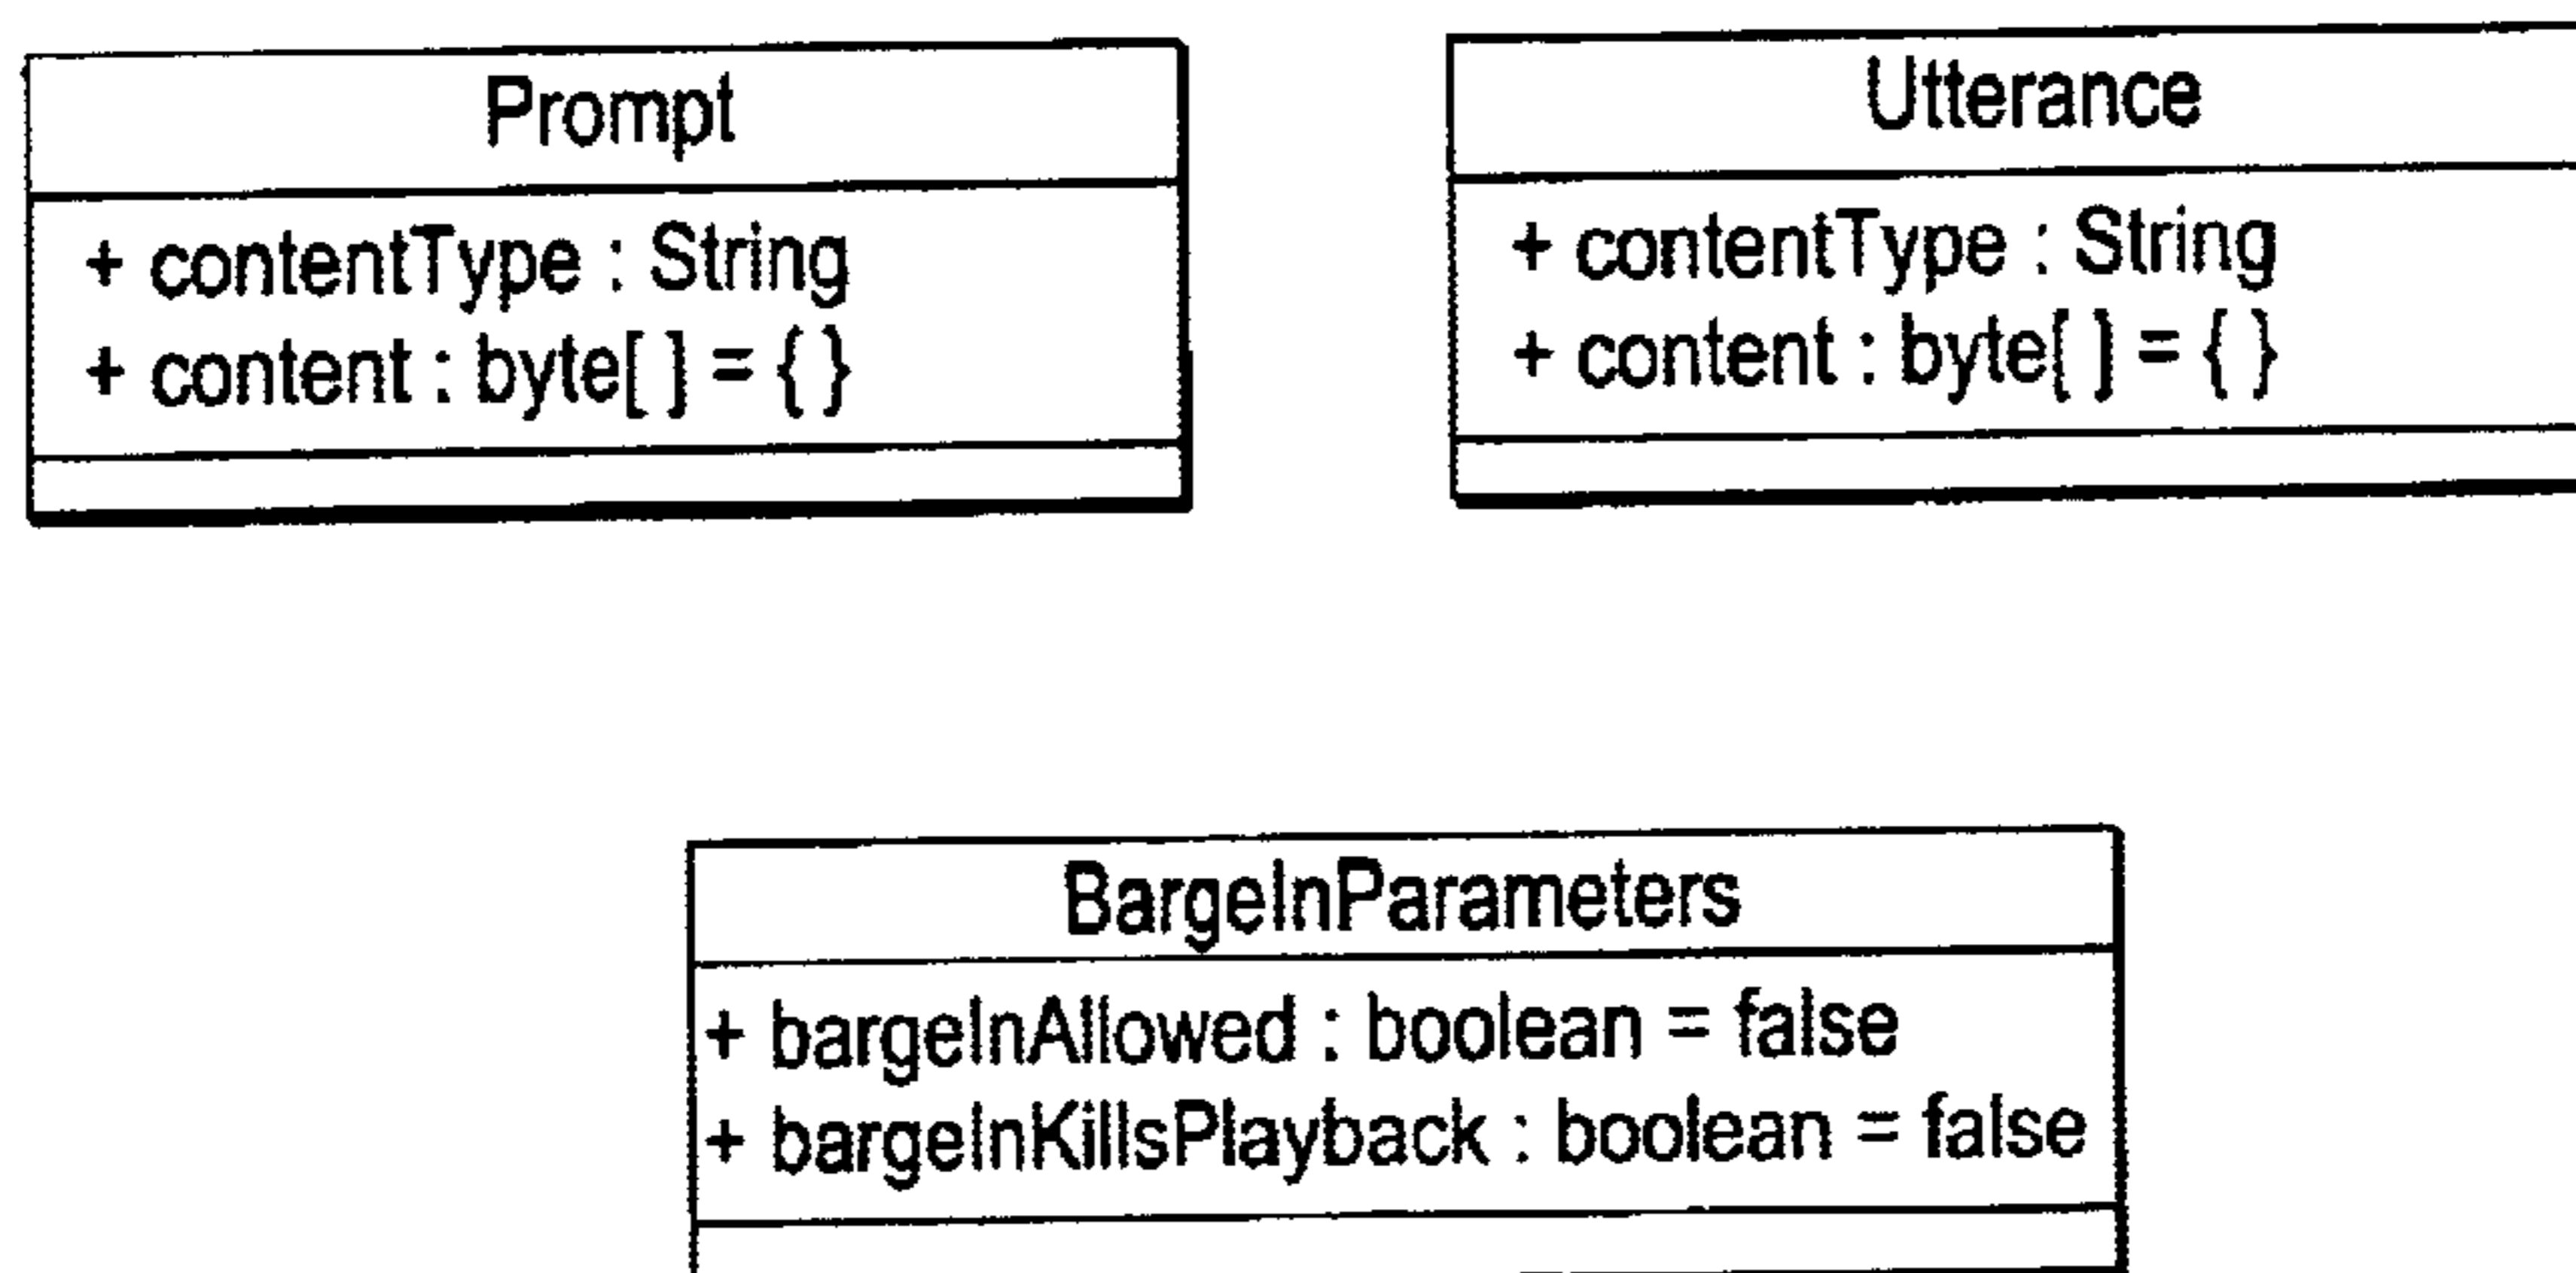 Prompt
+ contentType : String
+ content : byte[ ] = { }
Utterance
+ contentType : String
+ content : byte[ ] = { }
BargeInParameters
+ bargeInAllowed : boolean = false
+ bargeInKillsPlayback : boolean = false